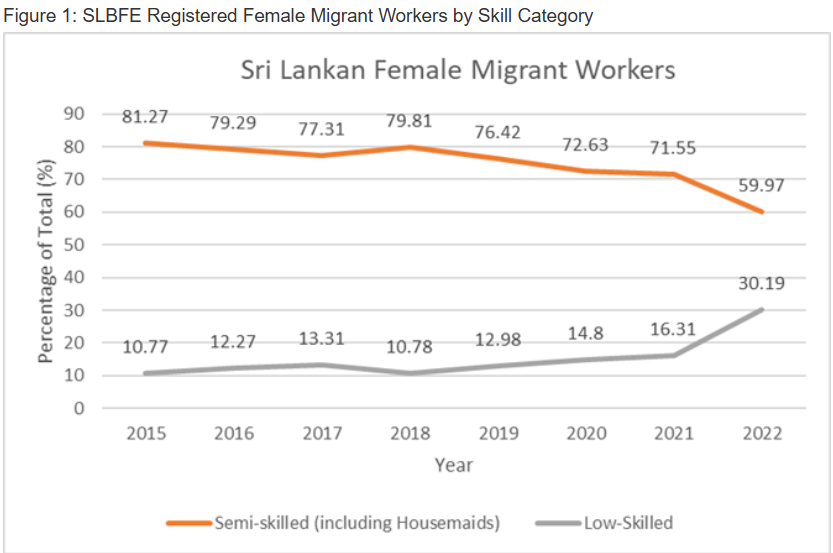 Figure 1: SLBFE Registered Female Migrant Workers by Skill Category
Sri Lankan Female Migrant Workers
Percentage of Total (%)
90
80
70
60
50
40
30
20
10
0
81.27 79.29 77.31 79.81 76.42 72.63 71.55 59.97
10.77 12.27 13.31 10.78 12.98 14.8 16.31 30.19
2015 2016 2017 2018 2019 2020 2021 2022
Year
Semi-skilled (including Housemaids) Low-Skilled